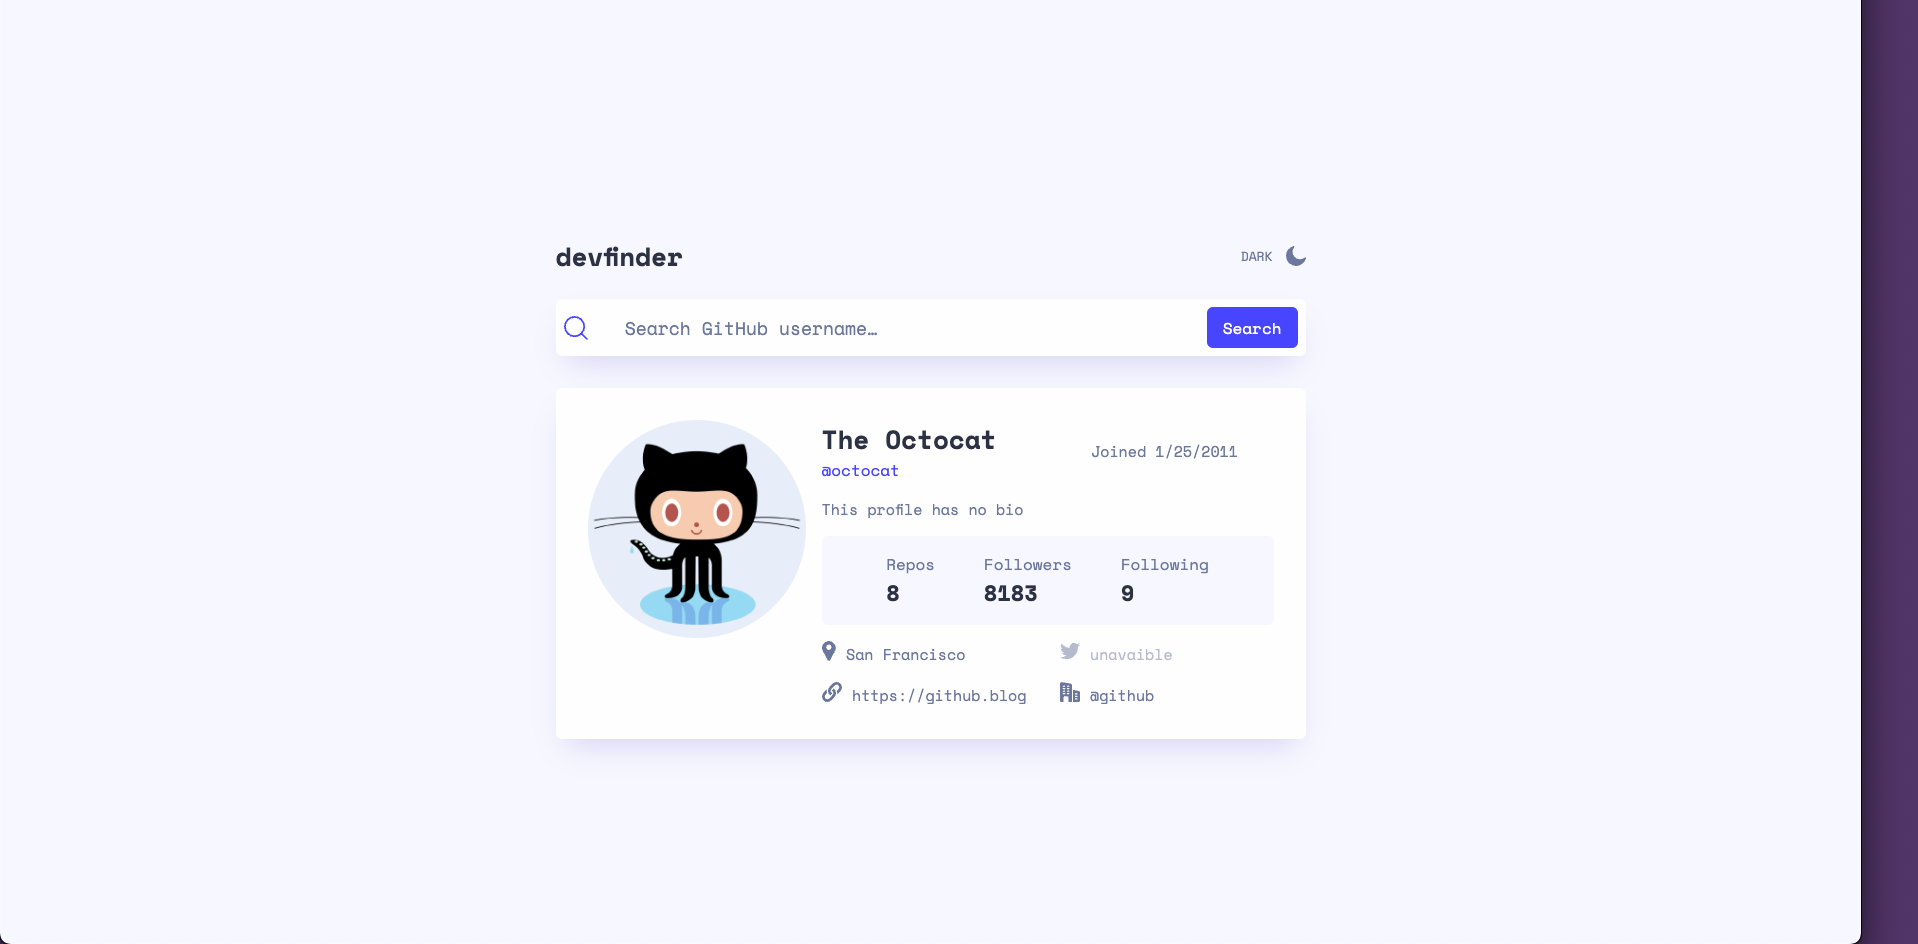 devfinder
DARK
Search GitHub username…
Search
The Octocat
Joined 1/25/2011
@octocat
This profile has no bio
Repos Followers Following
8 8183 9
San Francisco
unavaible
https://github.blog
@github